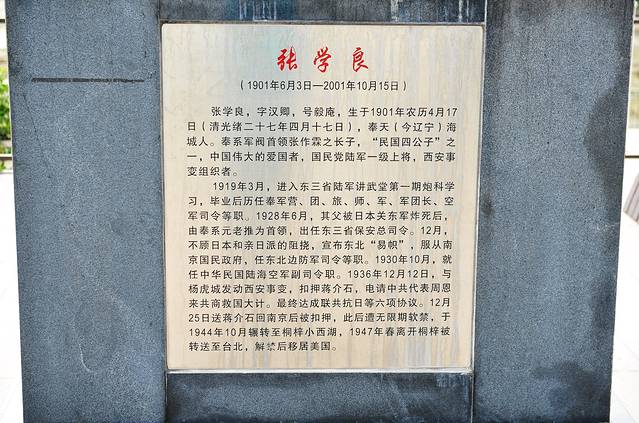 张学良
（1901年6月3日—2001年10月15日）
张学良，字汉卿，号毅庵，生于1901年农历4月17
日（清光绪二十七年四月十七日），奉天（今辽宁）海
城人。奉系军阀首领张作霖之长子，“民国四公子”之
一，中国伟大的爱国者，国民党陆军一级上将，西安事
变组织者。
1919年3月，进入东三省陆军讲武堂第一期炮科学
习，毕业后历任奉军营、团、旅、师、军、军团长、空
军司令等职。1928年6月，其父被日本关东军炸死后，
由奉系元老推为首领，出任东三省保安总司令。12月，
不顾日本和亲日派的阻挠，宣布东北“易帜”，服从南
京国民政府，任东北边防军司令等职。1930年10月，就
任中华民国陆海空军副司令职。1936年12月12日，与
杨虎城发动西安事变，扣押蒋介石，电请中共代表周恩
来共商救国大计。最终达成联共抗日等六项协议。12月
25日送蒋介石回南京后被扣押，此后遭无限期软禁，于
1944年10月辗转至桐梓小西湖，1947年春离开桐梓被
转送至台北，解禁后移居美国。